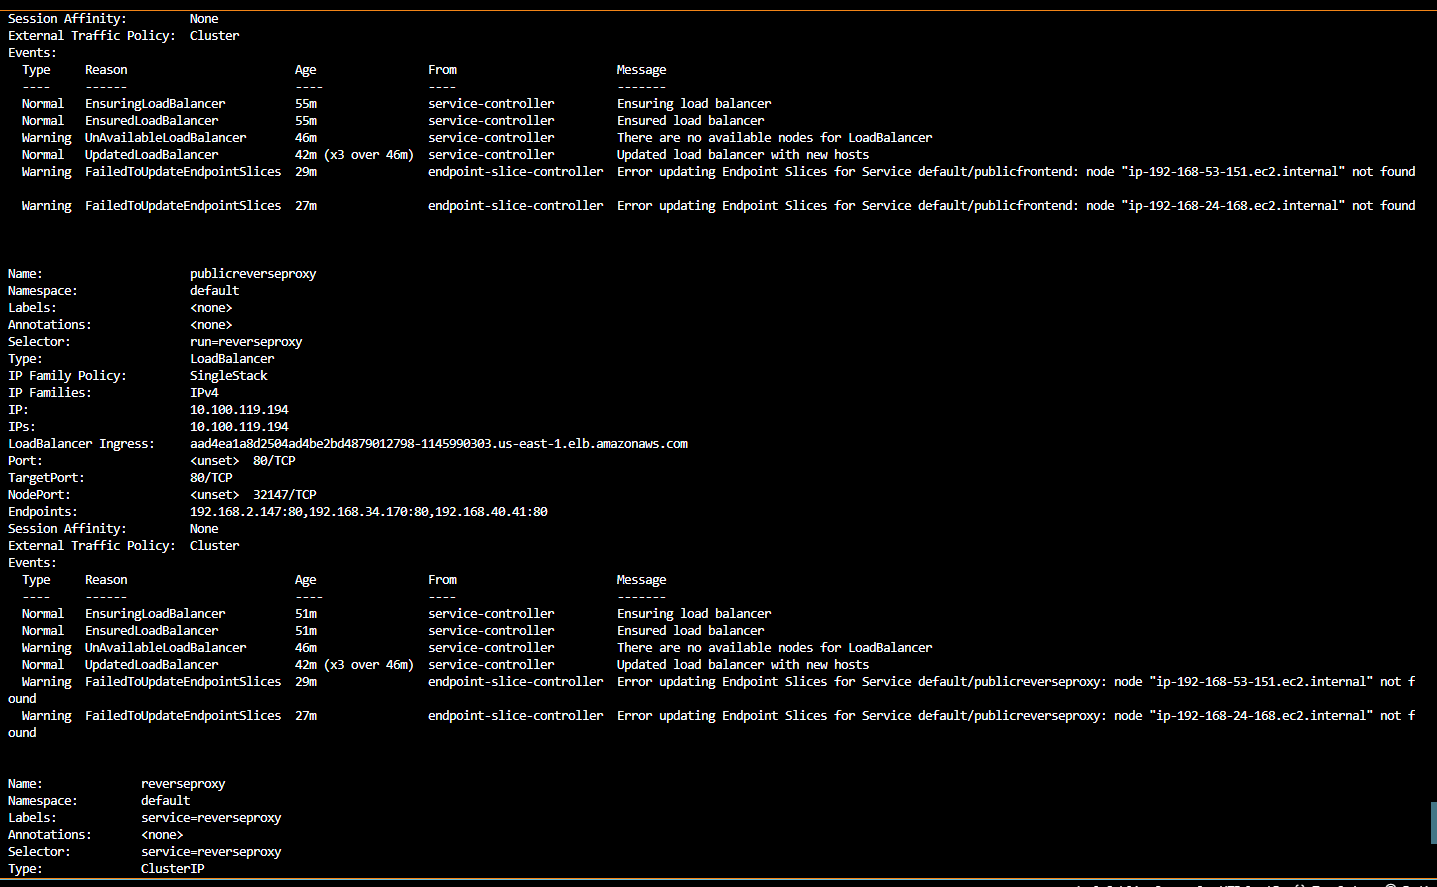 Session Affinity:         None
External Traffic Policy:  Cluster
Events:
  Type     Reason                        Age                From                       Message
  ----     ------                        ----               ----                       -------
  Normal   EnsuringLoadBalancer          55m                service-controller         Ensuring load balancer
  Normal   EnsuredLoadBalancer           55m                service-controller         Ensured load balancer
  Warning  UnAvailableLoadBalancer       46m                service-controller         There are no available nodes for LoadBalancer
  Normal   UpdatedLoadBalancer           42m (x3 over 46m)  service-controller         Updated load balancer with new hosts
  Warning  FailedToUpdateEndpointSlices  29m                endpoint-slice-controller  Error updating Endpoint Slices for Service default/publicfrontend: node "ip-192-168-53-151.ec2.internal" not found
  Warning  FailedToUpdateEndpointSlices  27m                endpoint-slice-controller  Error updating Endpoint Slices for Service default/publicfrontend: node "ip-192-168-24-168.ec2.internal" not found
Name:                     publicreverseproxy
Namespace:                default
Labels:                   <none>
Annotations:              <none>
Selector:                 run=reverseproxy
Type:                     LoadBalancer
IP Family Policy:         SingleStack
IP Families:              IPv4
IP:                       10.100.119.194
IPs:                      10.100.119.194
LoadBalancer Ingress:     aad4ea1a8d2504ad4be2bd4879012798-1145990303.us-east-1.elb.amazonaws.com
Port:                     <unset>  80/TCP
TargetPort:               80/TCP
NodePort:                 <unset>  32147/TCP
Endpoints:                192.168.2.147:80,192.168.34.170:80,192.168.40.41:80
Session Affinity:         None
External Traffic Policy:  Cluster
Events:
  Type     Reason                        Age                From                       Message
  ----     ------                        ----               ----                       -------
  Normal   EnsuringLoadBalancer          51m                service-controller         Ensuring load balancer
  Normal   EnsuredLoadBalancer           51m                service-controller         Ensured load balancer
  Warning  UnAvailableLoadBalancer       46m                service-controller         There are no available nodes for LoadBalancer
  Normal   UpdatedLoadBalancer           42m (x3 over 46m)  service-controller         Updated load balancer with new hosts
  Warning  FailedToUpdateEndpointSlices  29m                endpoint-slice-controller  Error updating Endpoint Slices for Service default/publicreverseproxy: node "ip-192-168-53-151.ec2.internal" not f
ound
  Warning  FailedToUpdateEndpointSlices  27m                endpoint-slice-controller  Error updating Endpoint Slices for Service default/publicreverseproxy: node "ip-192-168-24-168.ec2.internal" not f
ound
Name:              reverseproxy
Namespace:         default
Labels:            service=reverseproxy
Annotations:       <none>
Selector:          service=reverseproxy
Type:              ClusterIP